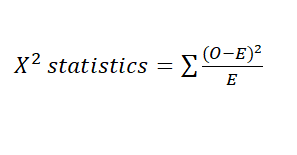 X² statistics = ∑ (O−E)² / E